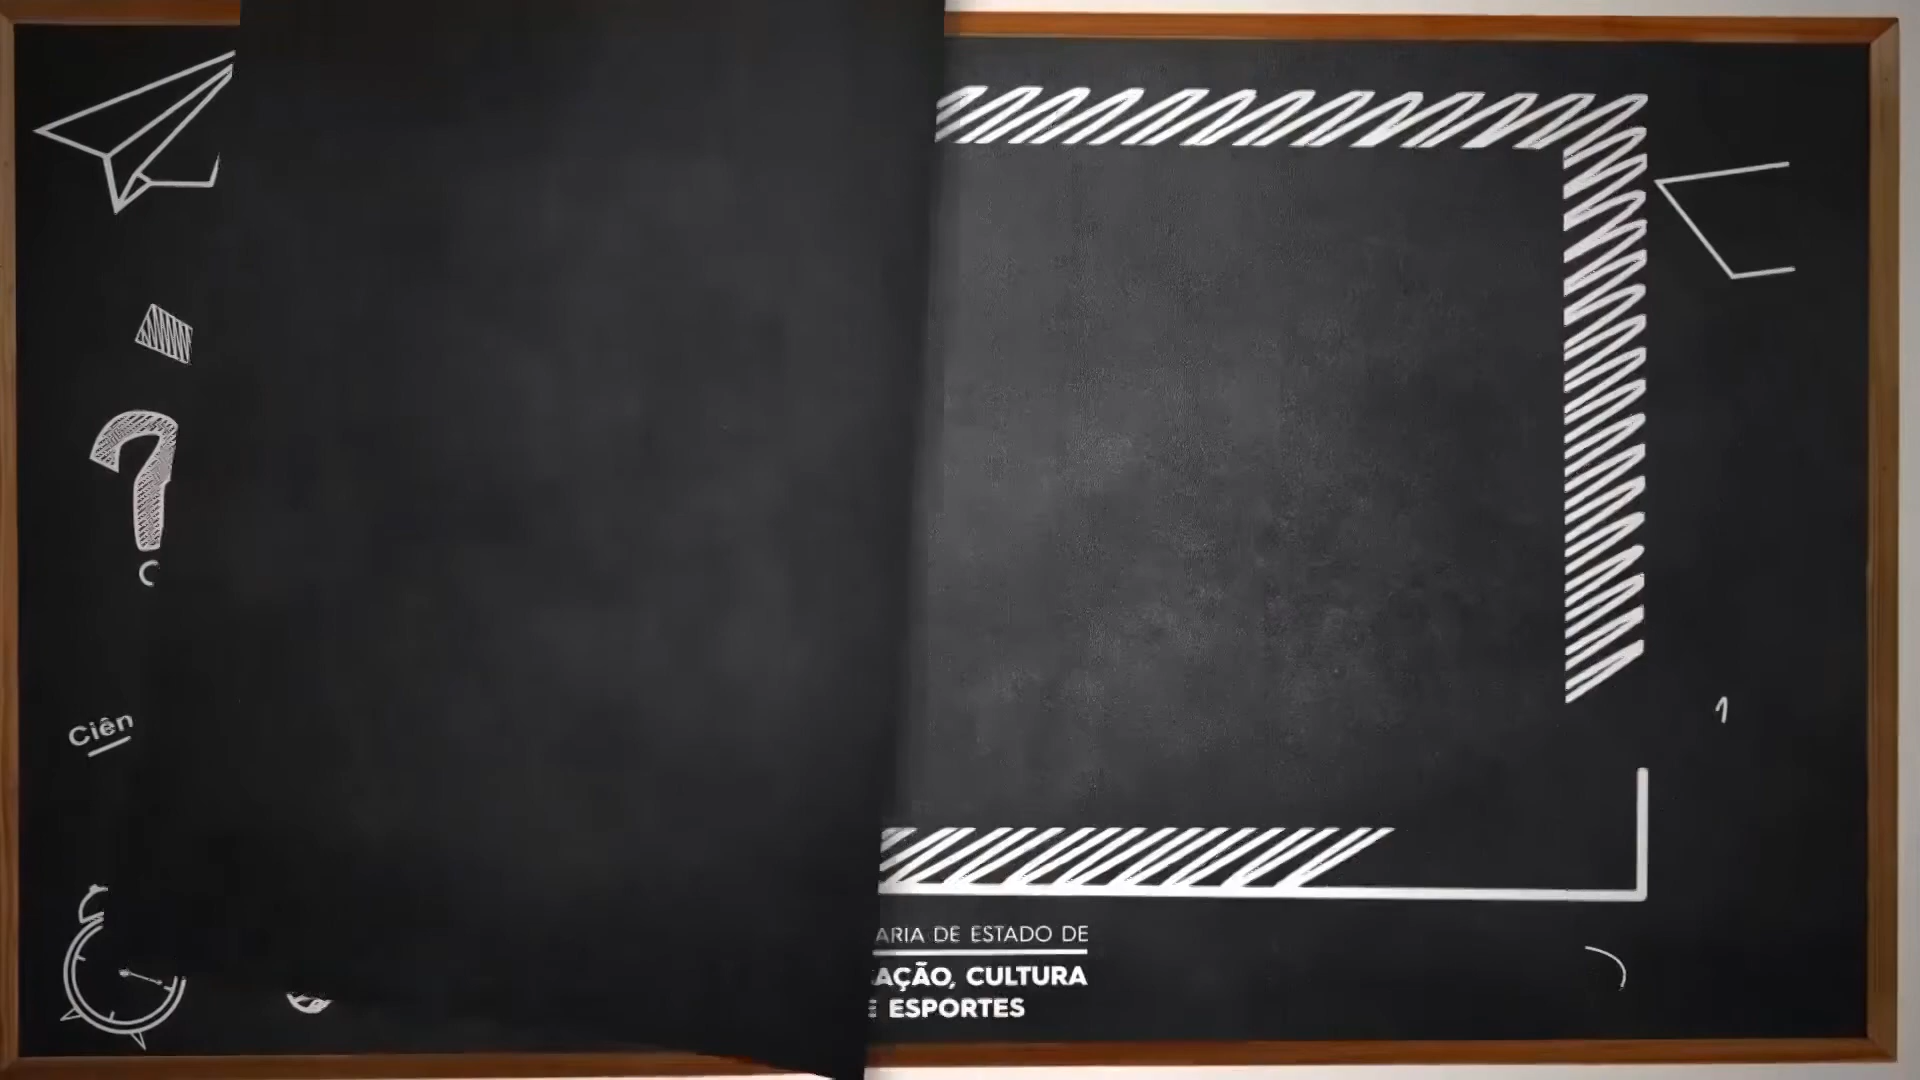 Ciên
ARIA DE ESTADO DE
AÇÃO, CULTURA
E ESPORTES